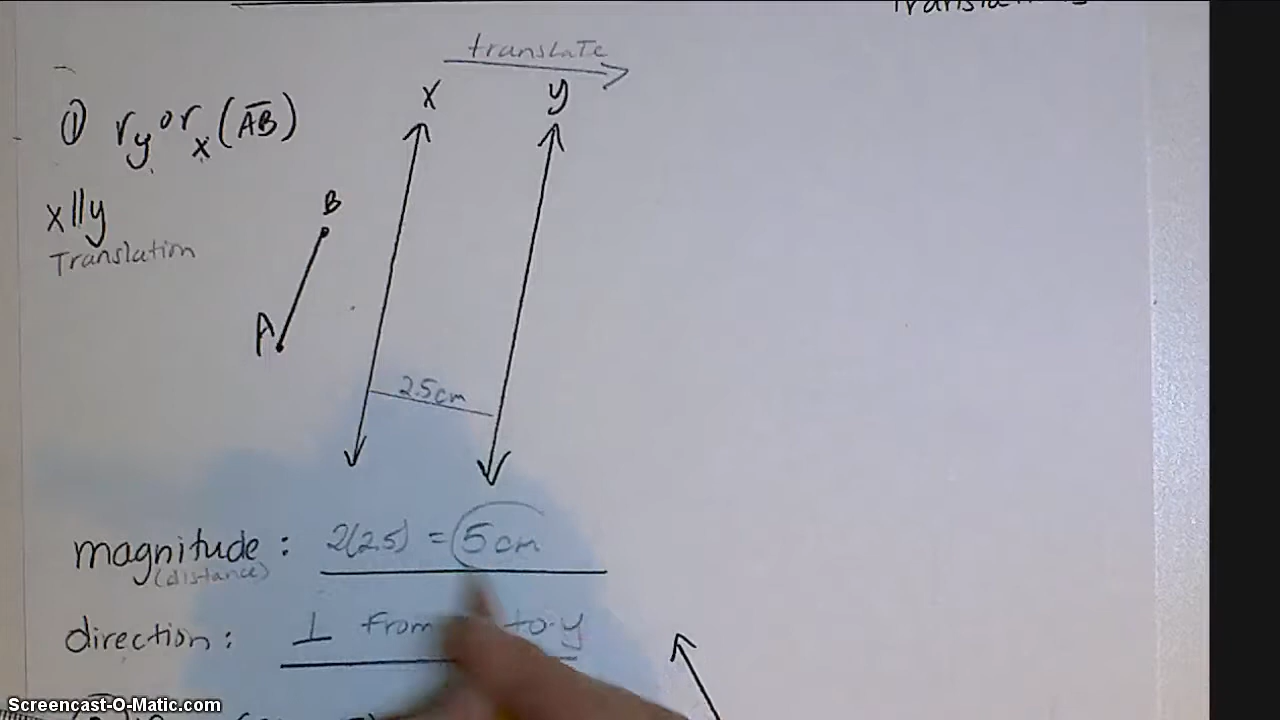 translate
x y
① r_y ∘ r_x (A̅B̅)
x∥y
Translation
B
A
2.5cm
magnitude: 2(2.5) = 5cm
(distance)
direction: ⊥ from to y
Screencast-O-Matic.com